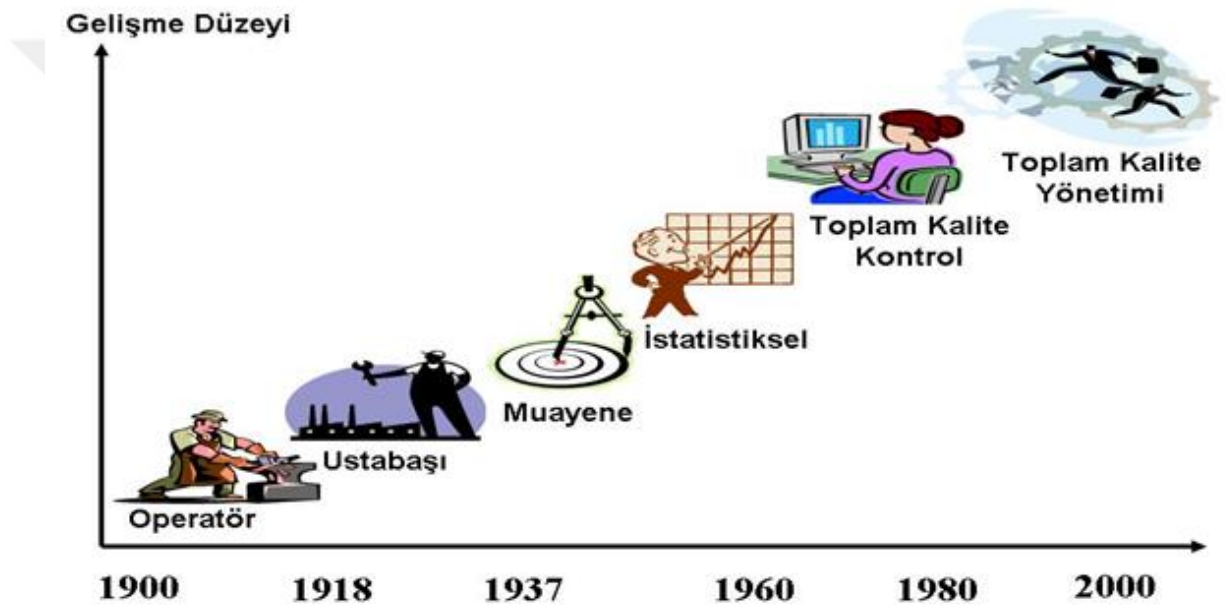 Gelişme Düzeyi
Toplam Kalite
Yönetimi
Toplam Kalite
Kontrol
İstatistiksel
Muayene
Ustabaşı
Operatör
1900 1918 1937 1960 1980 2000